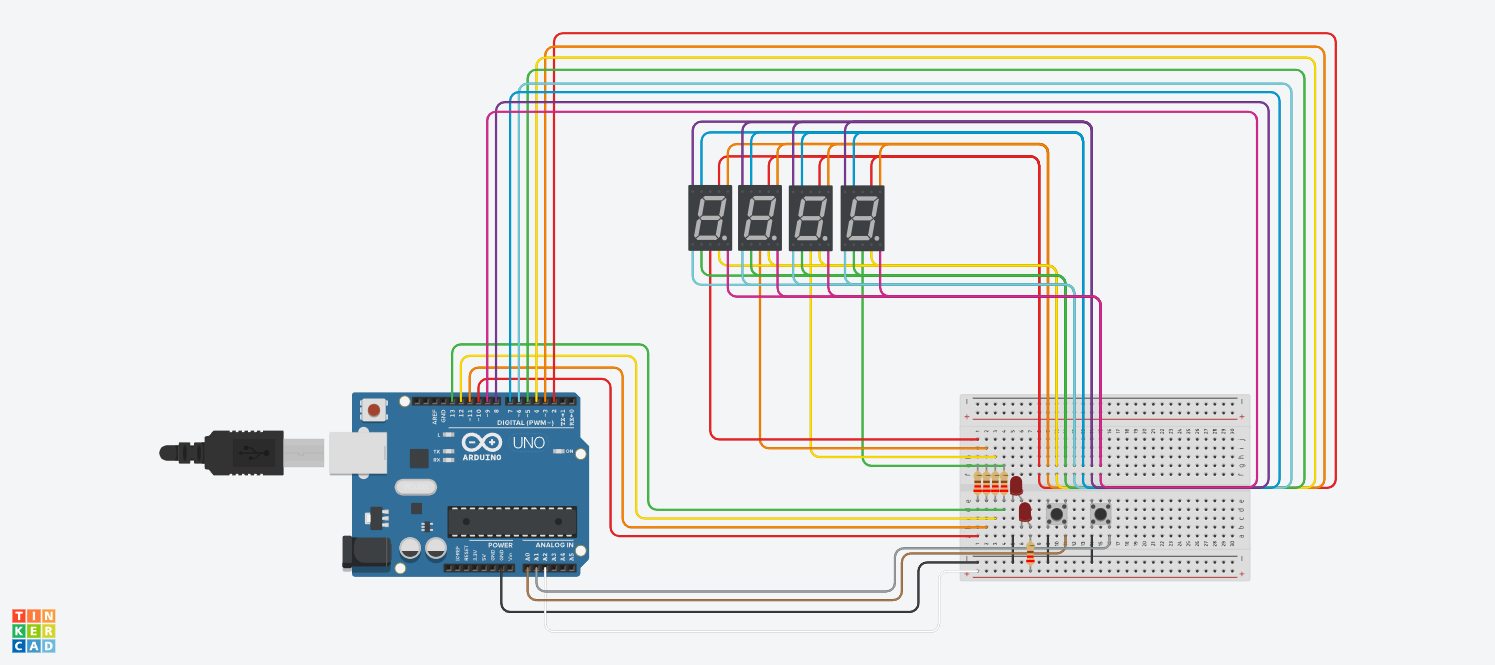 AREF
GND
13
12
~11
~10
~9
8
7
~6
~5
4
~3
2
TX→1
RX←0
DIGITAL (PWM~)
L
TX
RX
ARDUINO
UNO
ON
POWER
ANALOG IN
IOREF
RESET
3.3V
5V
GND
GND
Vin
A0
A1
A2
A3
A4
A5
TIN
KER
CAD